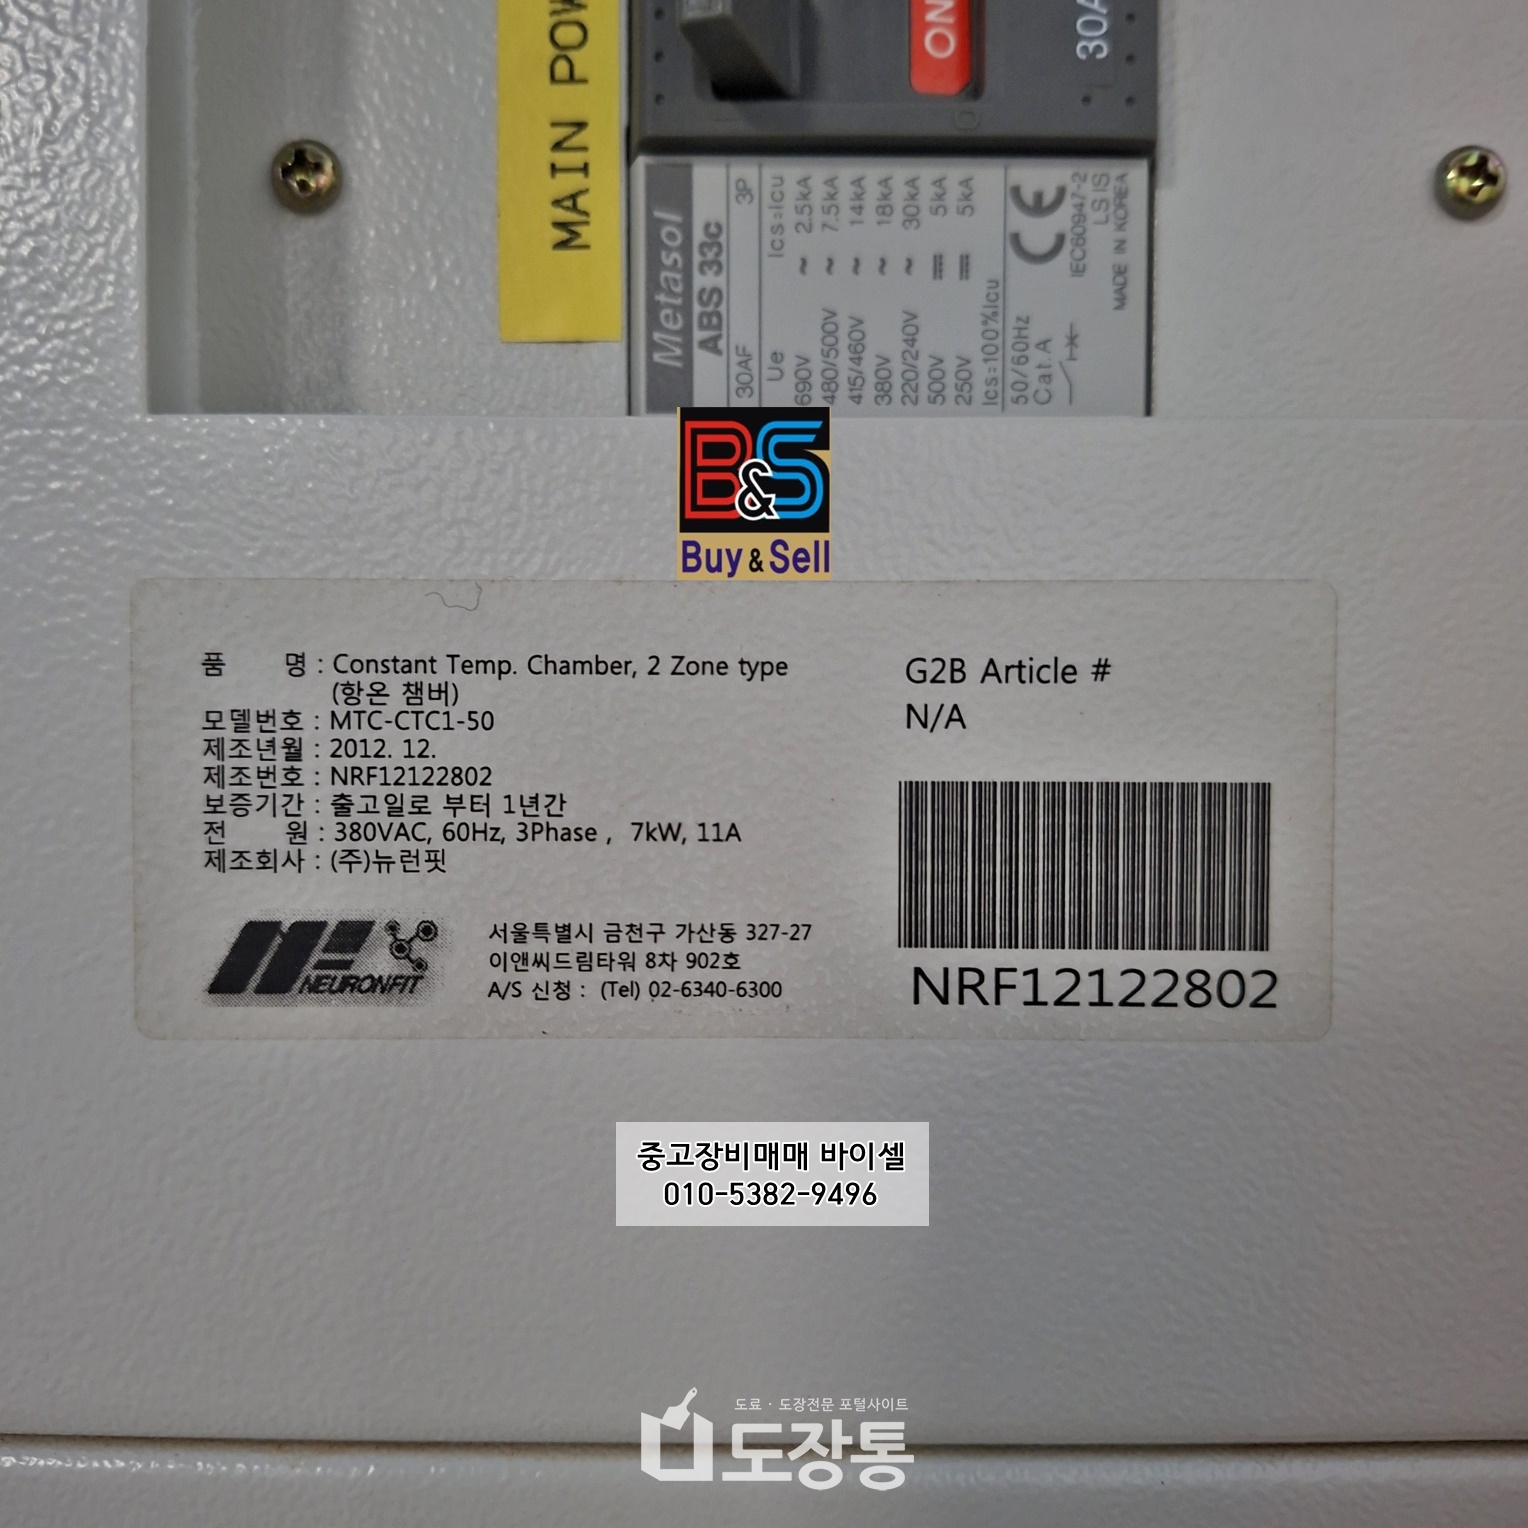 MAIN POW
ON
30A
Metasol
ABS 33c
30AF 3P
Ue Ics=Icu
690V ~ 2.5kA
480/500V ~ 7.5kA
415/460V ~ 14kA
380V ~ 18kA
220/240V ~ 30kA
500V 5kA
250V 5kA
Ics=100%Icu
50/60Hz
Cat. A
CE
IEC60947-2
LS IS
MADE IN KOREA
B&S
Buy & Sell
품 명 : Constant Temp. Chamber, 2 Zone type
(항온 챔버)
모델번호 : MTC-CTC1-50
제조년월 : 2012. 12.
제조번호 : NRF12122802
보증기간 : 출고일로 부터 1년간
전 원 : 380VAC, 60Hz, 3Phase , 7kW, 11A
제조회사 : (주)뉴런핏
G2B Article #
N/A
NRF12122802
NEURONFIT
서울특별시 금천구 가산동 327-27
이앤씨드림타워 8차 902호
A/S 신청 : (Tel) 02-6340-6300
중고장비매매 바이셀
010-5382-9496
도료 · 도장전문 포털사이트
도장통